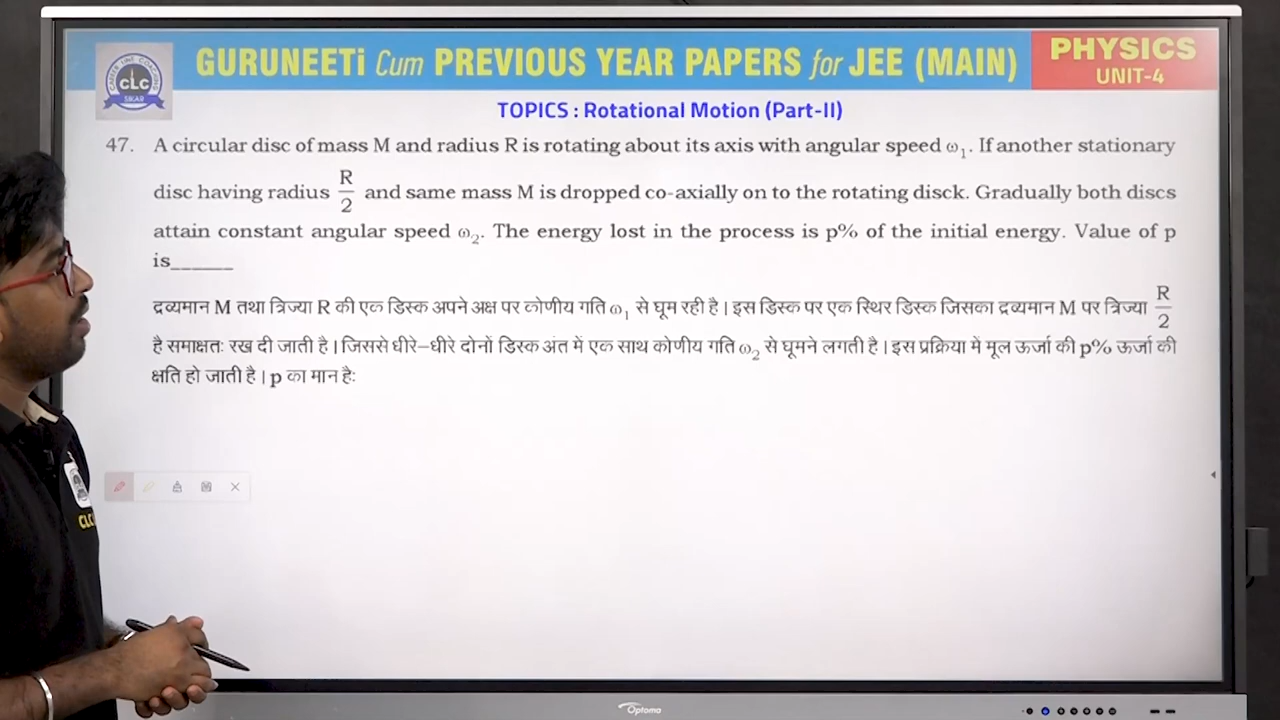 GURUNEETi Cum PREVIOUS YEAR PAPERS for JEE (MAIN)
PHYSICS
UNIT-4
CLC
SIKAR
TOPICS : Rotational Motion (Part-II)
47. A circular disc of mass M and radius R is rotating about its axis with angular speed ω₁. If another stationary
disc having radius R/2 and same mass M is dropped co-axially on to the rotating disck. Gradually both discs
attain constant angular speed ω₂. The energy lost in the process is p% of the initial energy. Value of p
is______
द्रव्यमान M तथा त्रिज्या R की एक डिस्क अपने अक्ष पर कोणीय गति ω₁ से घूम रही है। इस डिस्क पर एक स्थिर डिस्क जिसका द्रव्यमान M पर त्रिज्या R/2
है समाक्षतः रख दी जाती है। जिससे धीरे–धीरे दोनों डिस्क अंत में एक साथ कोणीय गति ω₂ से घूमने लगती है। इस प्रक्रिया में मूल ऊर्जा की p% ऊर्जा की
क्षति हो जाती है। p का मान है:
CLC
Optoma